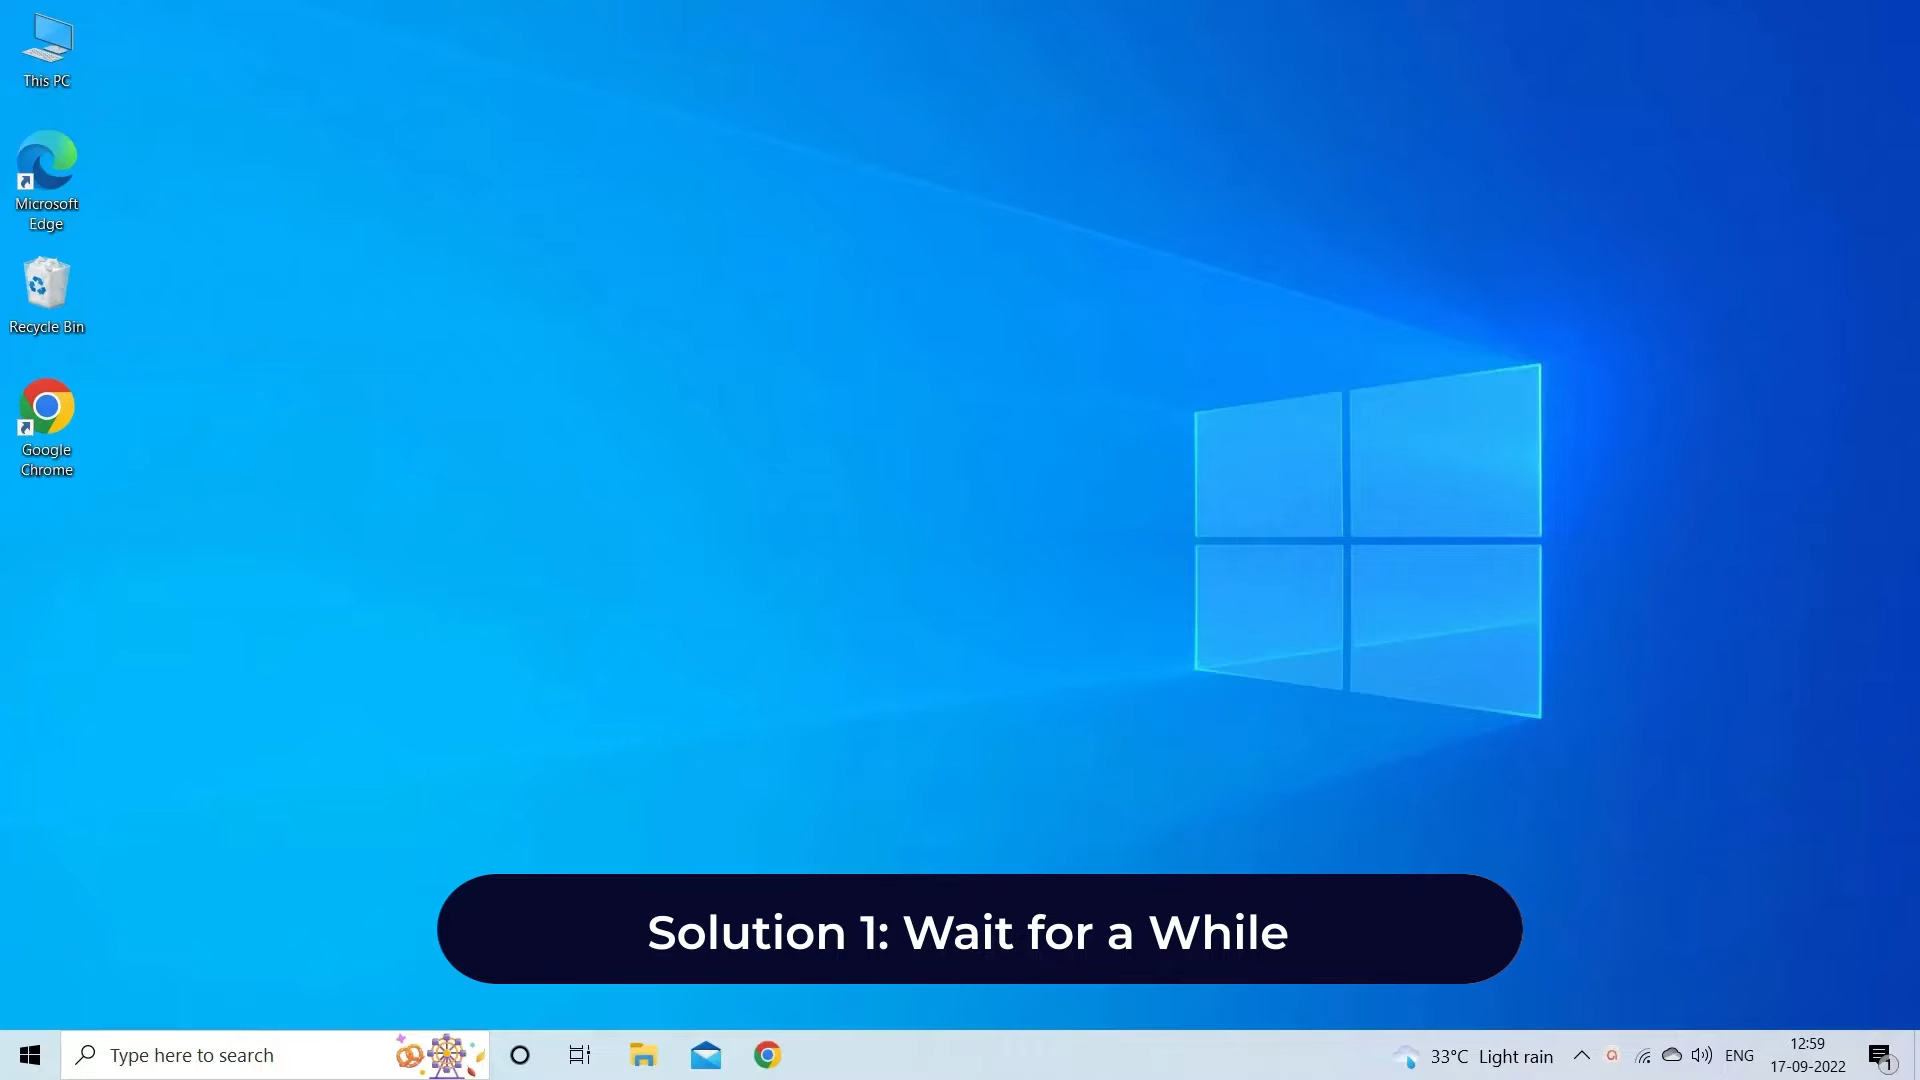 This PC
Microsoft
Edge
Recycle Bin
Google
Chrome
Solution 1: Wait for a While
Type here to search
33°C Light rain
ENG
12:59
17-09-2022
1